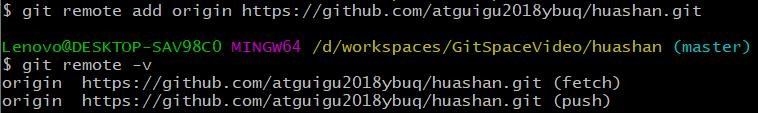 $ git remote add origin https://github.com/atguigu2018ybuq/huashan.git
Lenovo@DESKTOP-SAV98C0 MINGW64 /d/workspaces/GitSpaceVideo/huashan (master)
$ git remote -v
origin  https://github.com/atguigu2018ybuq/huashan.git (fetch)
origin  https://github.com/atguigu2018ybuq/huashan.git (push)